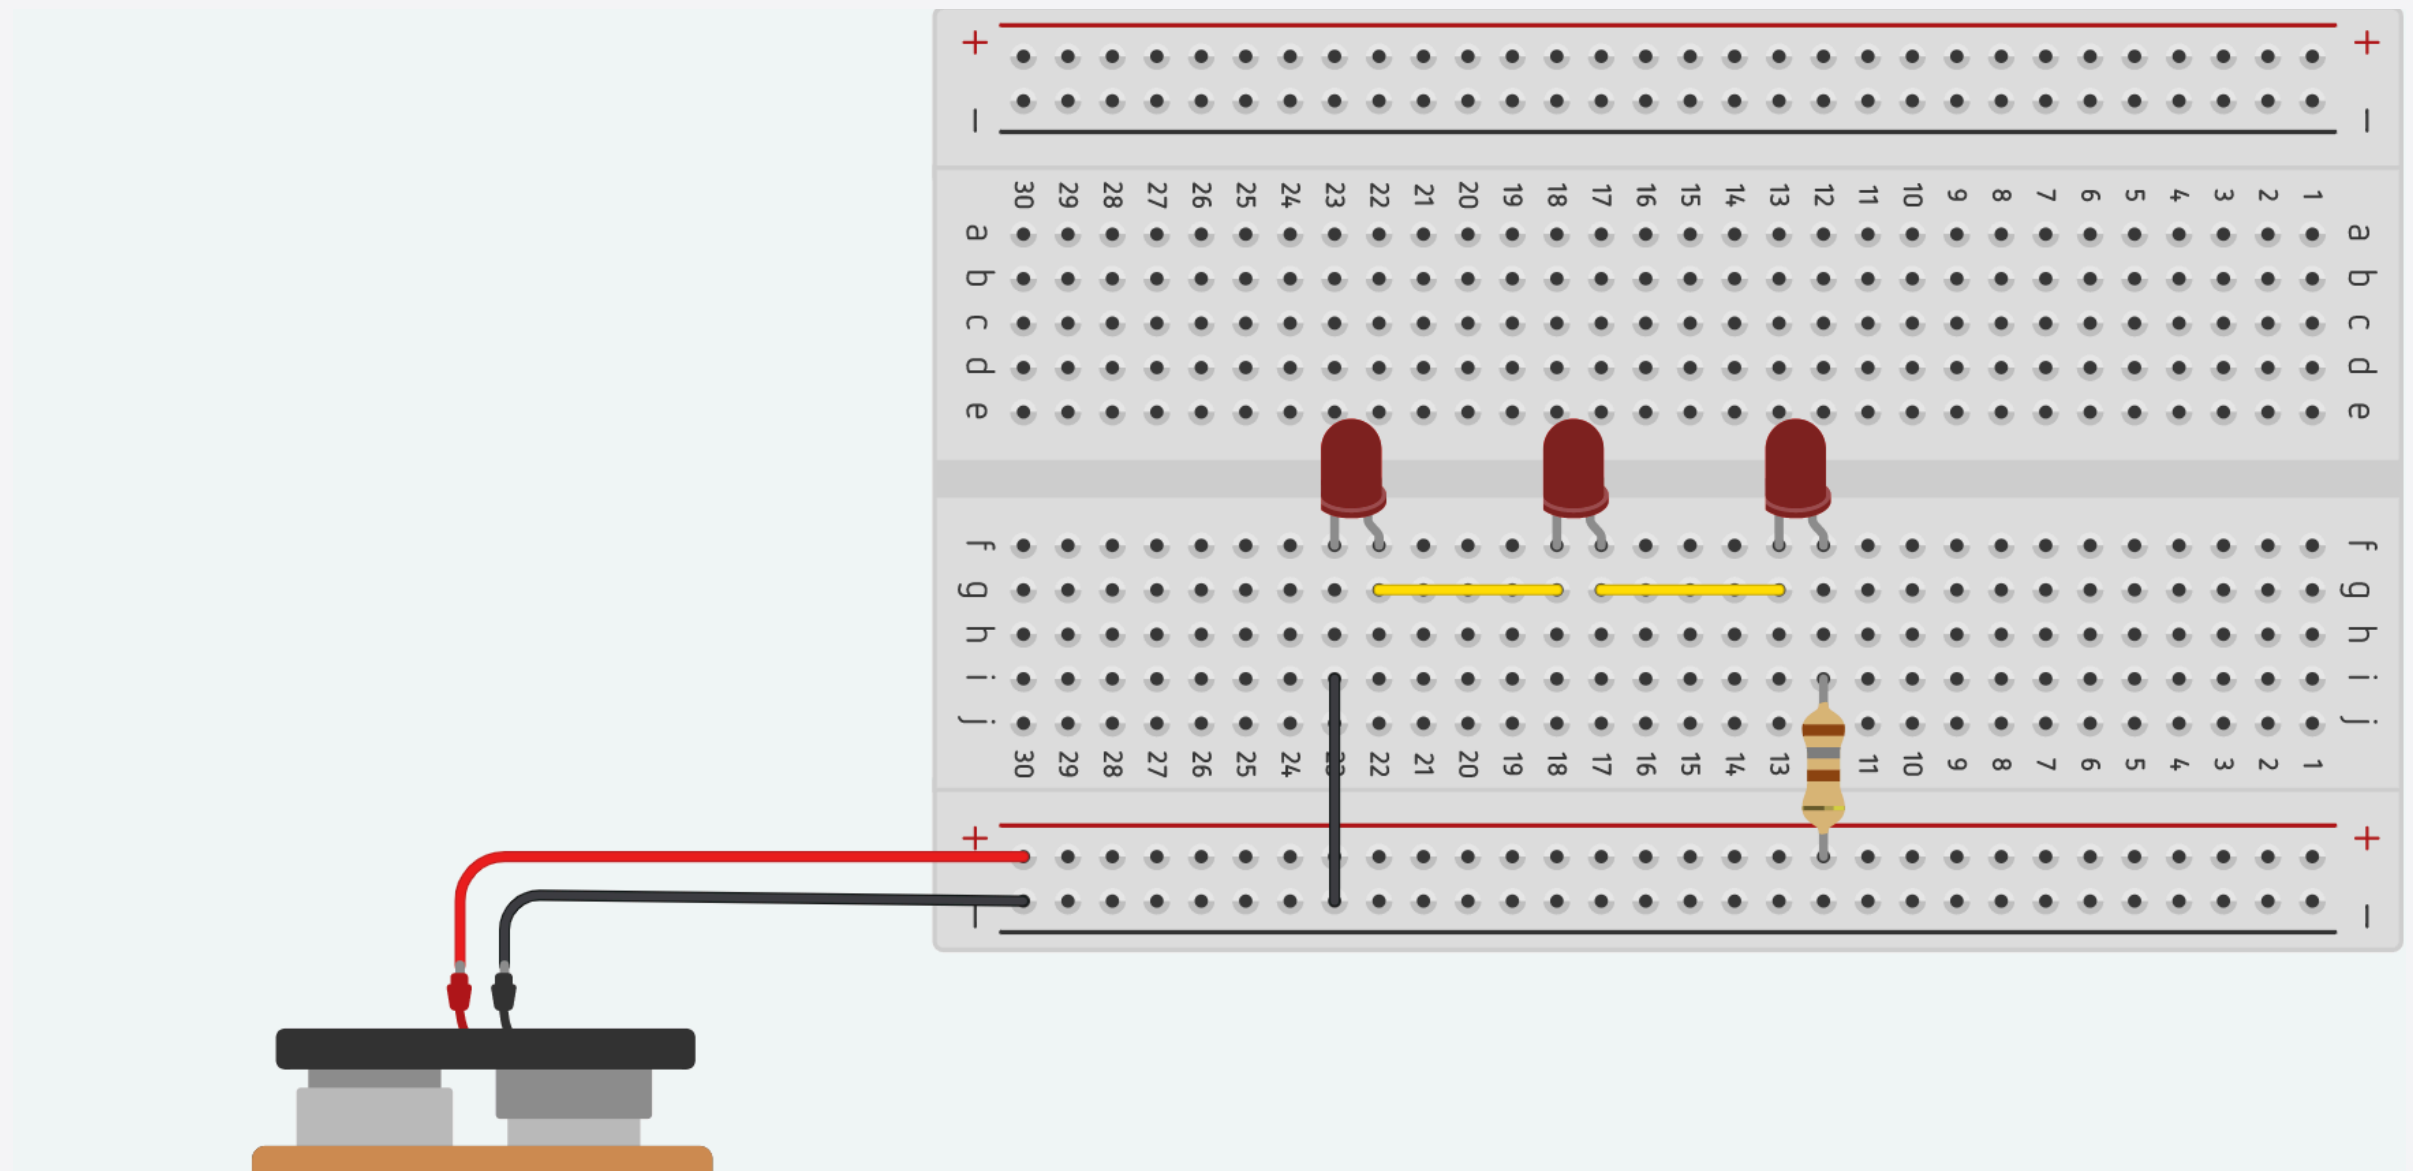 + +
— —
30 29 28 27 26 25 24 23 22 21 20 19 18 17 16 15 14 13 12 11 10 9 8 7 6 5 4 3 2 1
a a
b b
c c
d d
e e
f f
g g
h h
i i
j j
30 29 28 27 26 25 24 22 21 20 19 18 17 16 15 14 13 11 10 9 8 7 6 5 4 3 2 1
+ +
— —